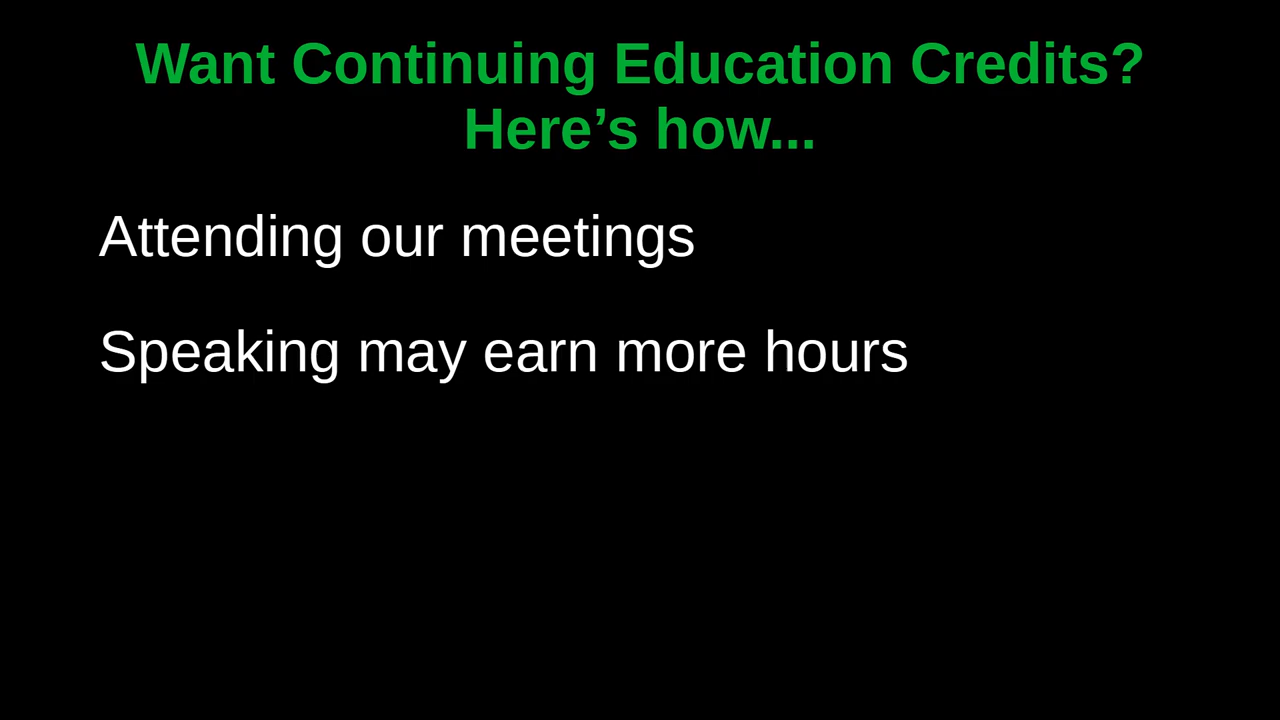 Want Continuing Education Credits?
Here’s how...
Attending our meetings
Speaking may earn more hours